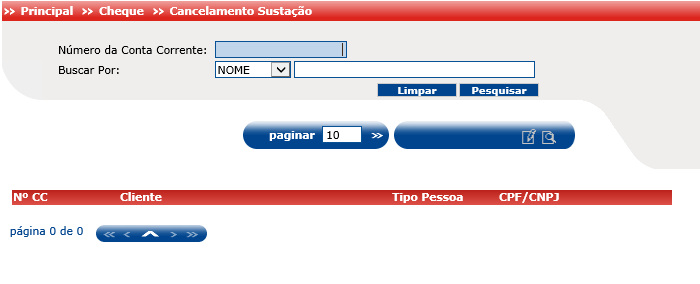 >> Principal >> Cheque >> Cancelamento Sustação
Número da Conta Corrente:
Buscar Por: NOME
Limpar Pesquisar
paginar 10 >>
Nº CC Cliente Tipo Pessoa CPF/CNPJ
página 0 de 0 << < > >>